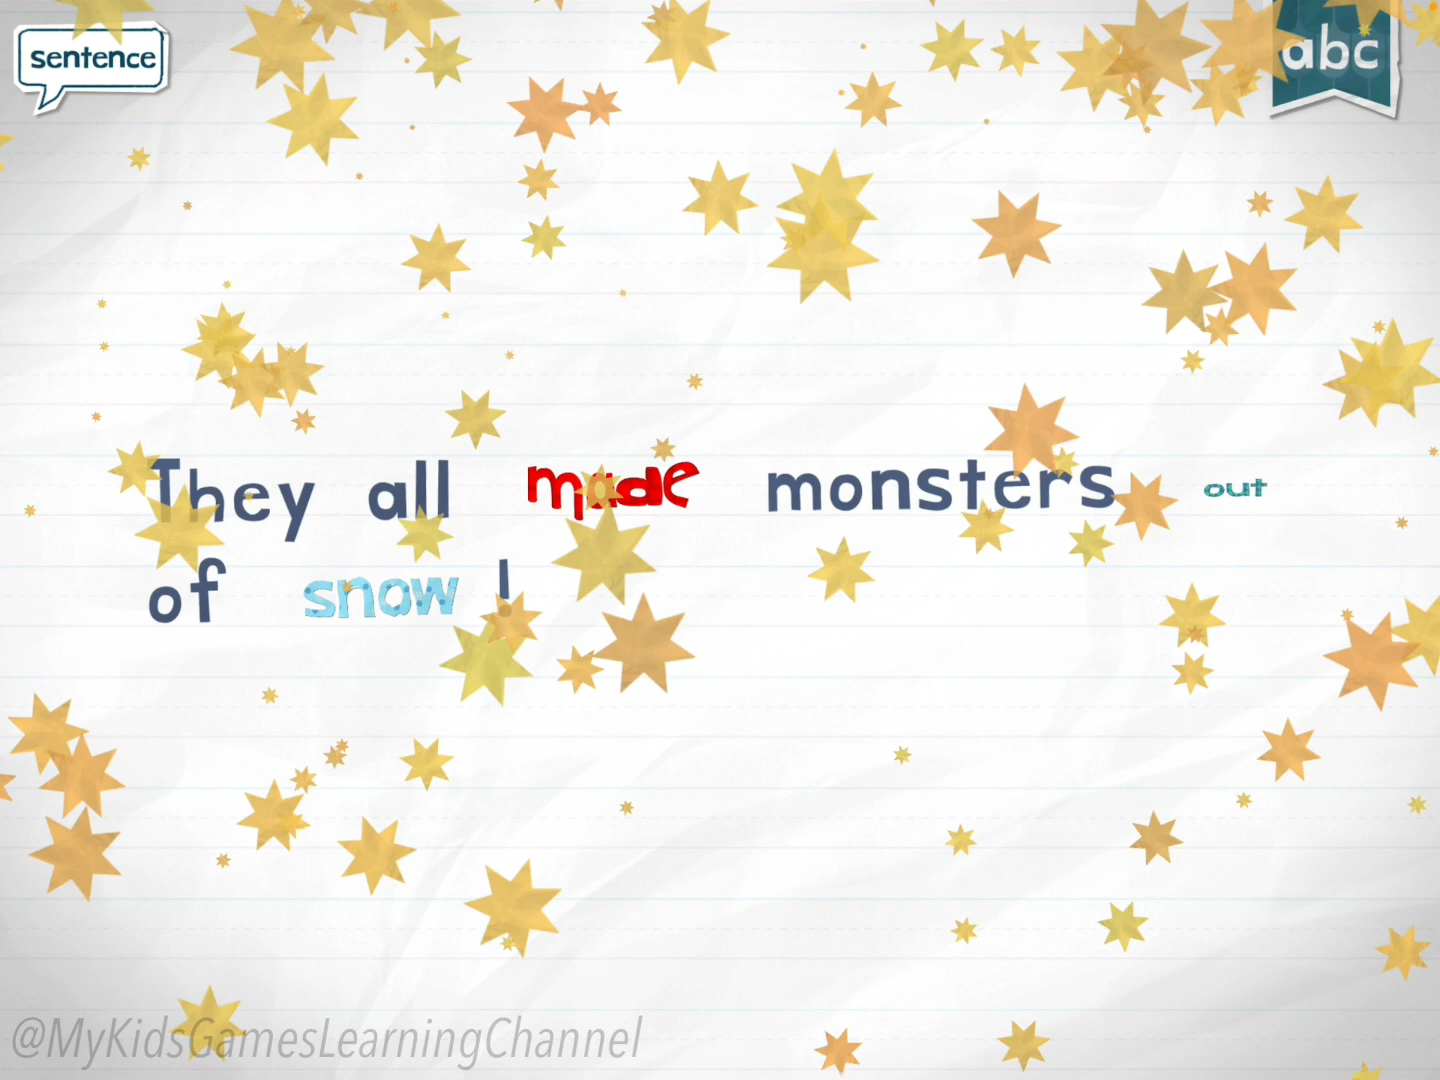 sentence
abc
They all made monsters out
of snow !
@MyKidsGamesLearningChannel